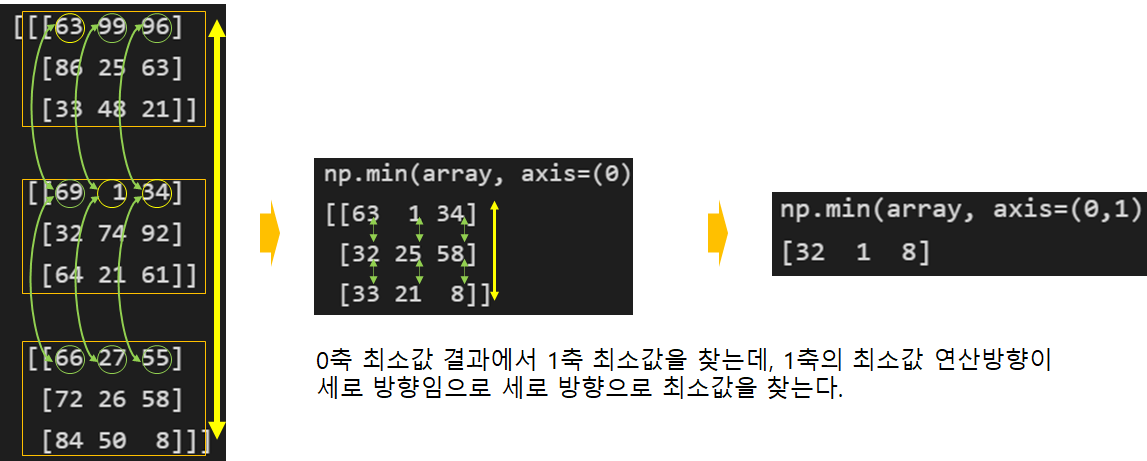 [[[63 99 96]
[86 25 63]
[33 48 21]]
[[69 1 34]
[32 74 92]
[64 21 61]]
[[66 27 55]
[72 26 58]
[84 50 8]]]
np.min(array, axis=(0)
[[63 1 34]
[32 25 58]
[33 21 8]]
np.min(array, axis=(0,1)
[32 1 8]
0축 최소값 결과에서 1축 최소값을 찾는데, 1축의 최소값 연산방향이
세로 방향임으로 세로 방향으로 최소값을 찾는다.